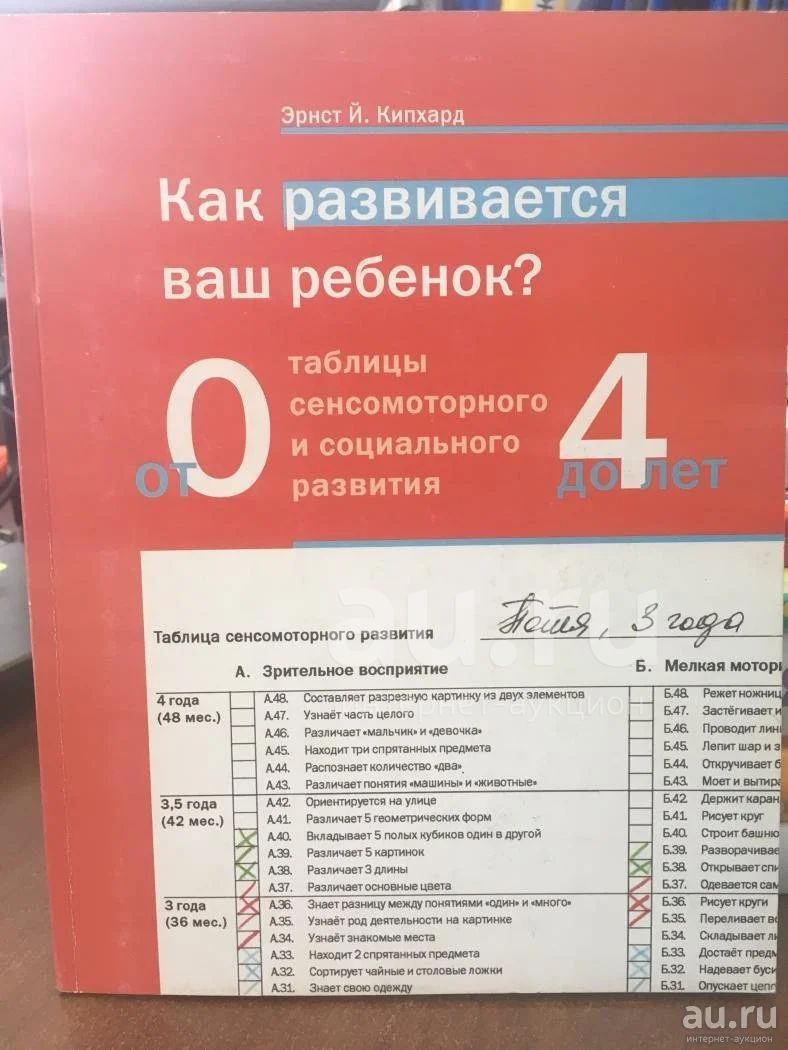 Эрнст Й. Кипхард
Как развивается
ваш ребенок?
от 0
таблицы
сенсомоторного
и социального
развития
до 4 лет
Таблица сенсомоторного развития
3 года
А. Зрительное восприятие
Б. Мелкая мотори
4 года
(48 мес.)
А.48. Составляет разрезную картинку из двух элементов
Б.48. Режет ножниц
А.47. Узнаёт часть целого
Б.47. Застёгивает и
А.46. Различает «мальчик» и «девочка»
Б.46. Проводит лини
А.45. Находит три спрятанных предмета
Б.45. Лепит шар и з
А.44. Распознает количество «два»
Б.44. Откручивает б
А.43. Различает понятия «машины» и «животные»
Б.43. Моет и вытира
3,5 года
(42 мес.)
А.42. Ориентируется на улице
Б.42. Держит каран
А.41. Различает 5 геометрических форм
Б.41. Рисует круг
А.40. Вкладывает 5 полых кубиков один в другой
Б.40. Строит башню
А.39. Различает 5 картинок
Б.39. Разворачивае
А.38. Различает 3 длины
Б.38. Открывает спи
А.37. Различает основные цвета
Б.37. Одевается сам
3 года
(36 мес.)
А.36. Знает разницу между понятиями «один» и «много»
Б.36. Рисует круги
А.35. Узнаёт род деятельности на картинке
Б.35. Переливает во
А.34. Узнаёт знакомые места
Б.34. Складывает ли
А.33. Находит 2 спрятанных предмета
Б.33. Достаёт предм
А.32. Сортирует чайные и столовые ложки
Б.32. Надевает буси
А.31. Знает свою одежду
Б.31. Опускает цепо
au.ru
интернет-аукцион
au.ru
интернет-аукцион